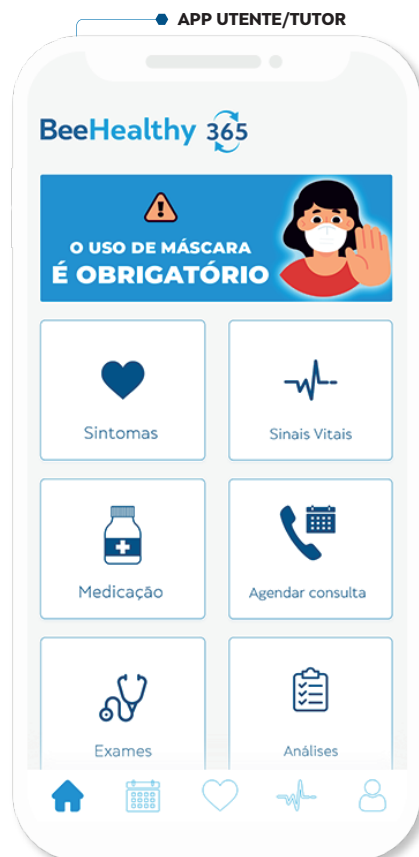 APP UTENTE/TUTOR
BeeHealthy 365
O USO DE MÁSCARA
É OBRIGATÓRIO
Sintomas
Sinais Vitais
Medicação
Agendar consulta
Exames
Análises